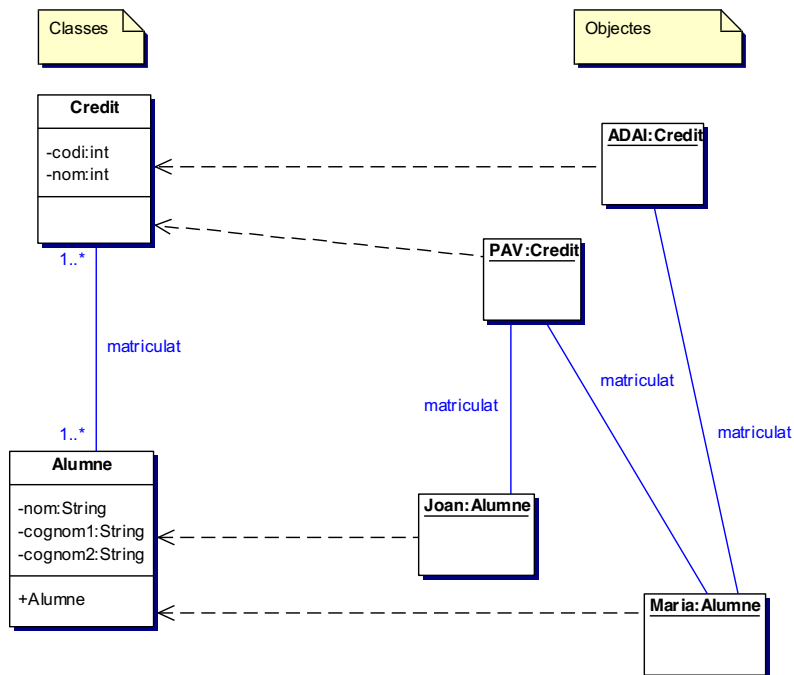 Classes
Objectes
Credit
-codi:int
-nom:int
ADAI:Credit
PAV:Credit
1..*
matriculat
matriculat
matriculat
matriculat
1..*
Alumne
-nom:String
-cognom1:String
-cognom2:String
+Alumne
Joan:Alumne
Maria:Alumne